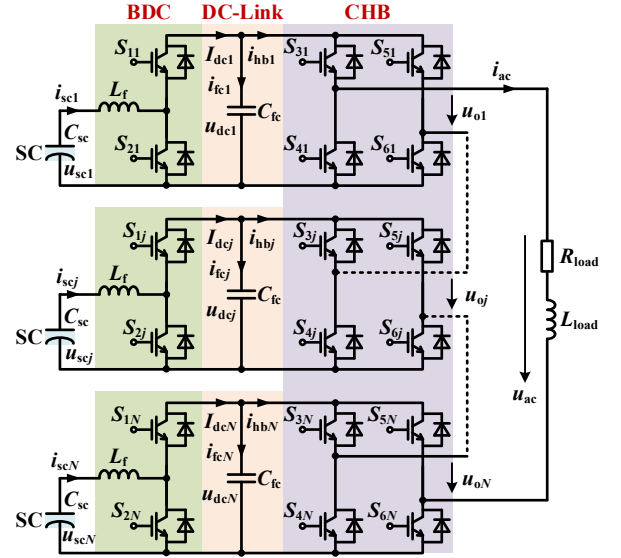 BDC DC-Link CHB
S11 Idc1 ihb1 S31 S51 iac
isc1 Lf ifc1 uo1
Csc udc1 Cfc
SC S21 S41 S61
usc1
S1j Idcj ihbj S3j S5j
iscj Lf ifcj uoj Rload
Csc udcj Cfc
SC S2j S4j S6j Lload
uscj
uac
S1N IdcN ihbN S3N S5N
iscN Lf ifcN uoN
Csc udcN Cfc
SC S2N S4N S6N
uscN